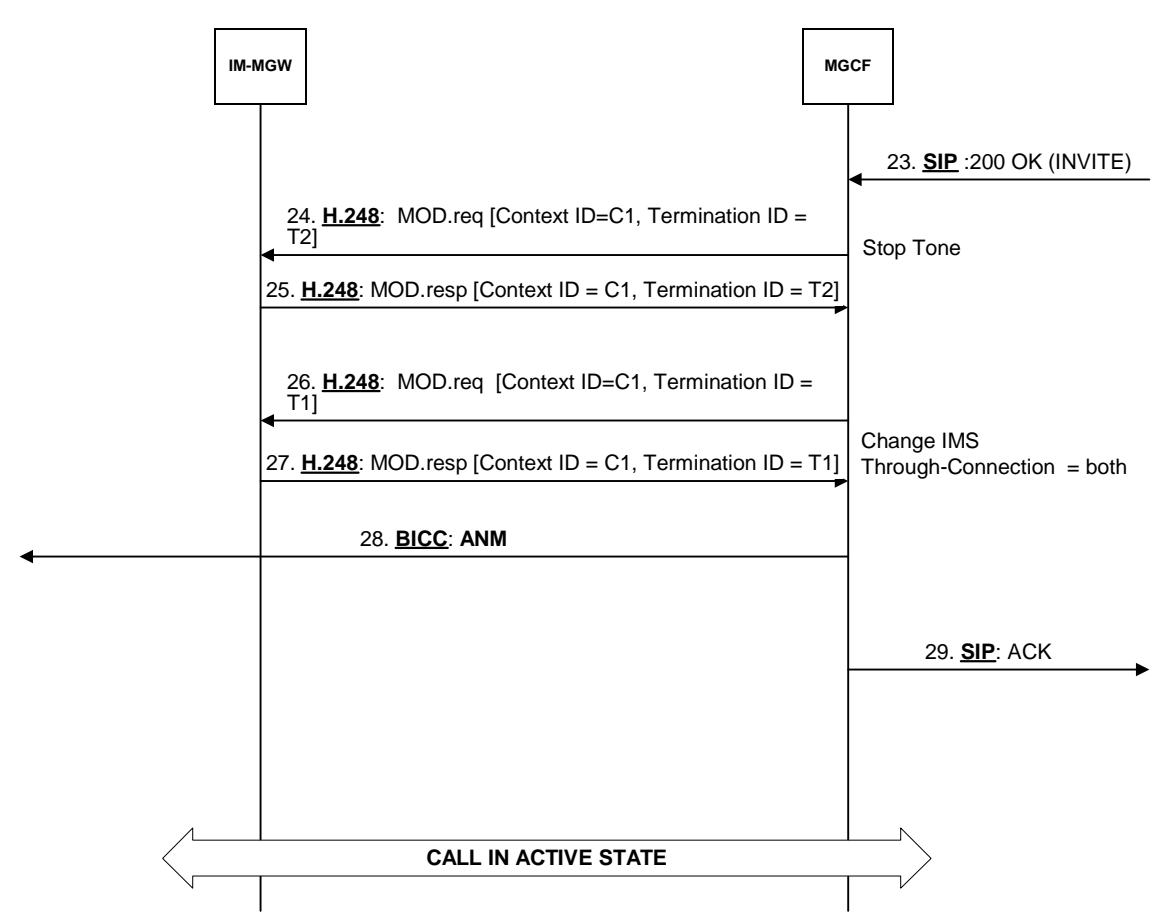 IM-MGW
MGCF
23. SIP :200 OK (INVITE)
24. H.248:  MOD.req [Context ID=C1, Termination ID =
T2]
Stop Tone
25. H.248: MOD.resp [Context ID = C1, Termination ID = T2]
26. H.248:  MOD.req  [Context ID=C1, Termination ID =
T1]
Change IMS
Through-Connection  = both
27. H.248: MOD.resp [Context ID = C1, Termination ID = T1]
28. BICC: ANM
29. SIP: ACK
CALL IN ACTIVE STATE